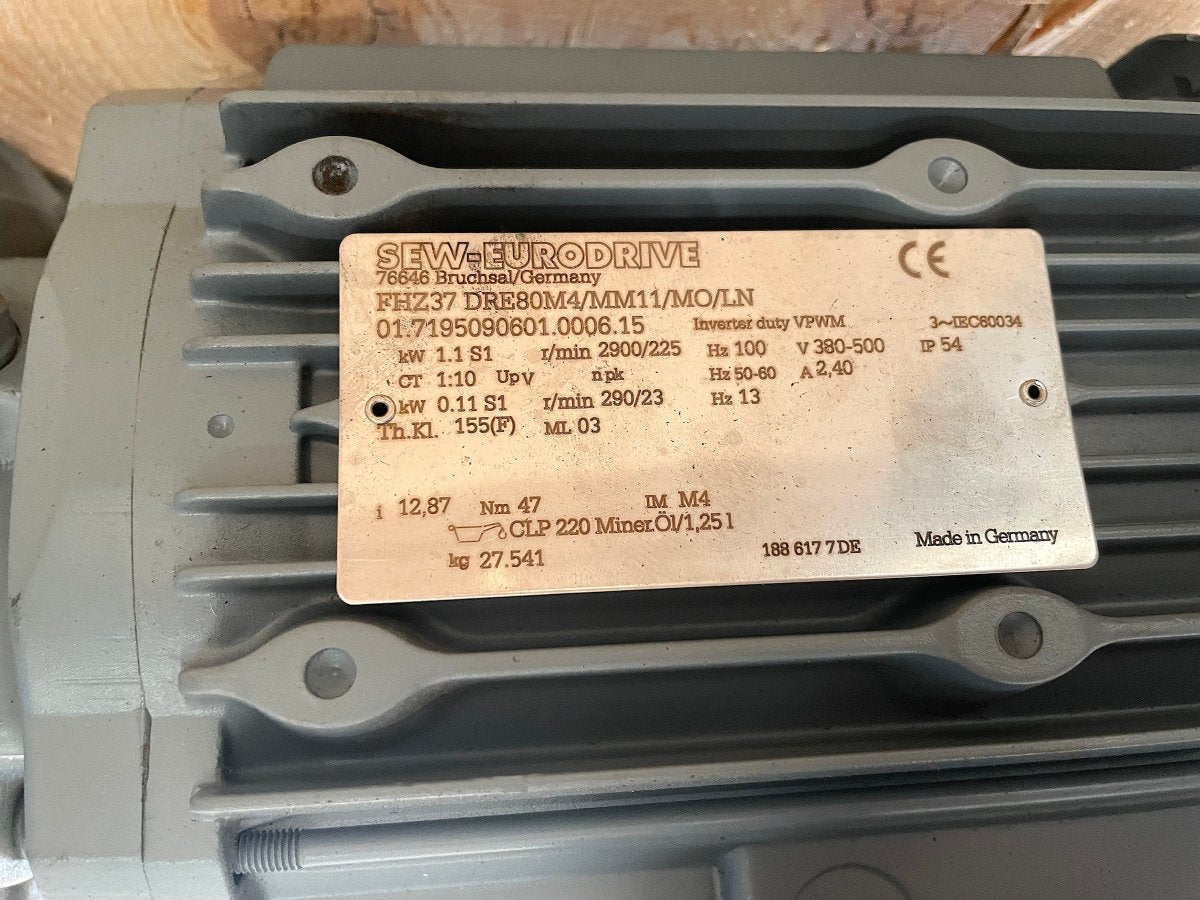 SEW-EURODRIVE CE
76646 Bruchsal/Germany
FHZ37 DRE80M4/MM11/MO/LN
01.7195090601.0006.15 Inverter duty VPWM 3~IEC60034
kW 1.1 S1 r/min 2900/225 Hz 100 V 380-500 IP 54
CT 1:10 UpV npk Hz 50-60 A 2,40
kW 0.11 S1 r/min 290/23 Hz 13
Th.Kl. 155(F) ML 03
i 12,87 Nm 47 IM M4
CLP 220 Miner.Öl/1,25 l
kg 27.541 188 617 7 DE Made in Germany